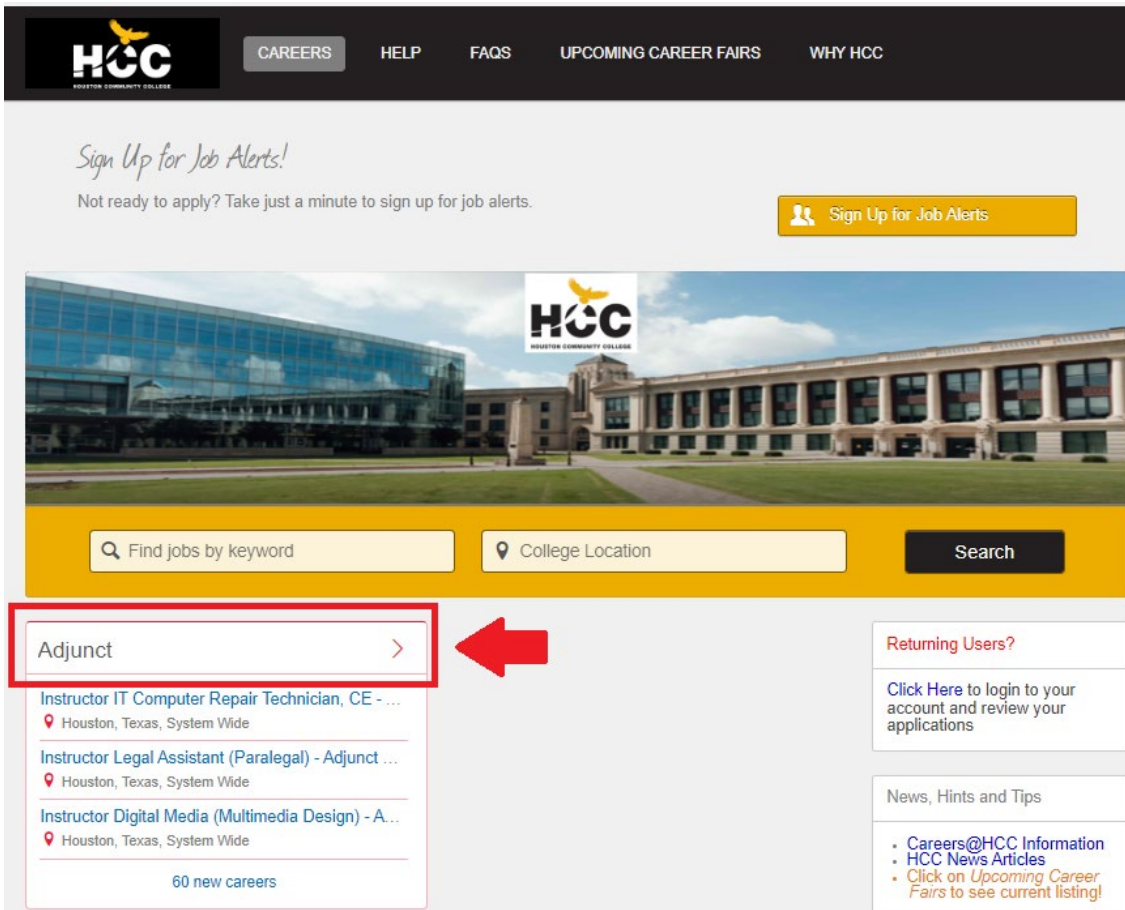 HCC
HOUSTON COMMUNITY COLLEGE
CAREERS
HELP
FAQS
UPCOMING CAREER FAIRS
WHY HCC
Sign Up for Job Alerts!
Not ready to apply? Take just a minute to sign up for job alerts.
Sign Up for Job Alerts
HCC
HOUSTON COMMUNITY COLLEGE
Find jobs by keyword
College Location
Search
Adjunct
Instructor IT Computer Repair Technician, CE - ...
Houston, Texas, System Wide
Instructor Legal Assistant (Paralegal) - Adjunct ...
Houston, Texas, System Wide
Instructor Digital Media (Multimedia Design) - A...
Houston, Texas, System Wide
60 new careers
Returning Users?
Click Here to login to your
account and review your
applications
News, Hints and Tips
Careers@HCC Information
HCC News Articles
Click on Upcoming Career
Fairs to see current listing!